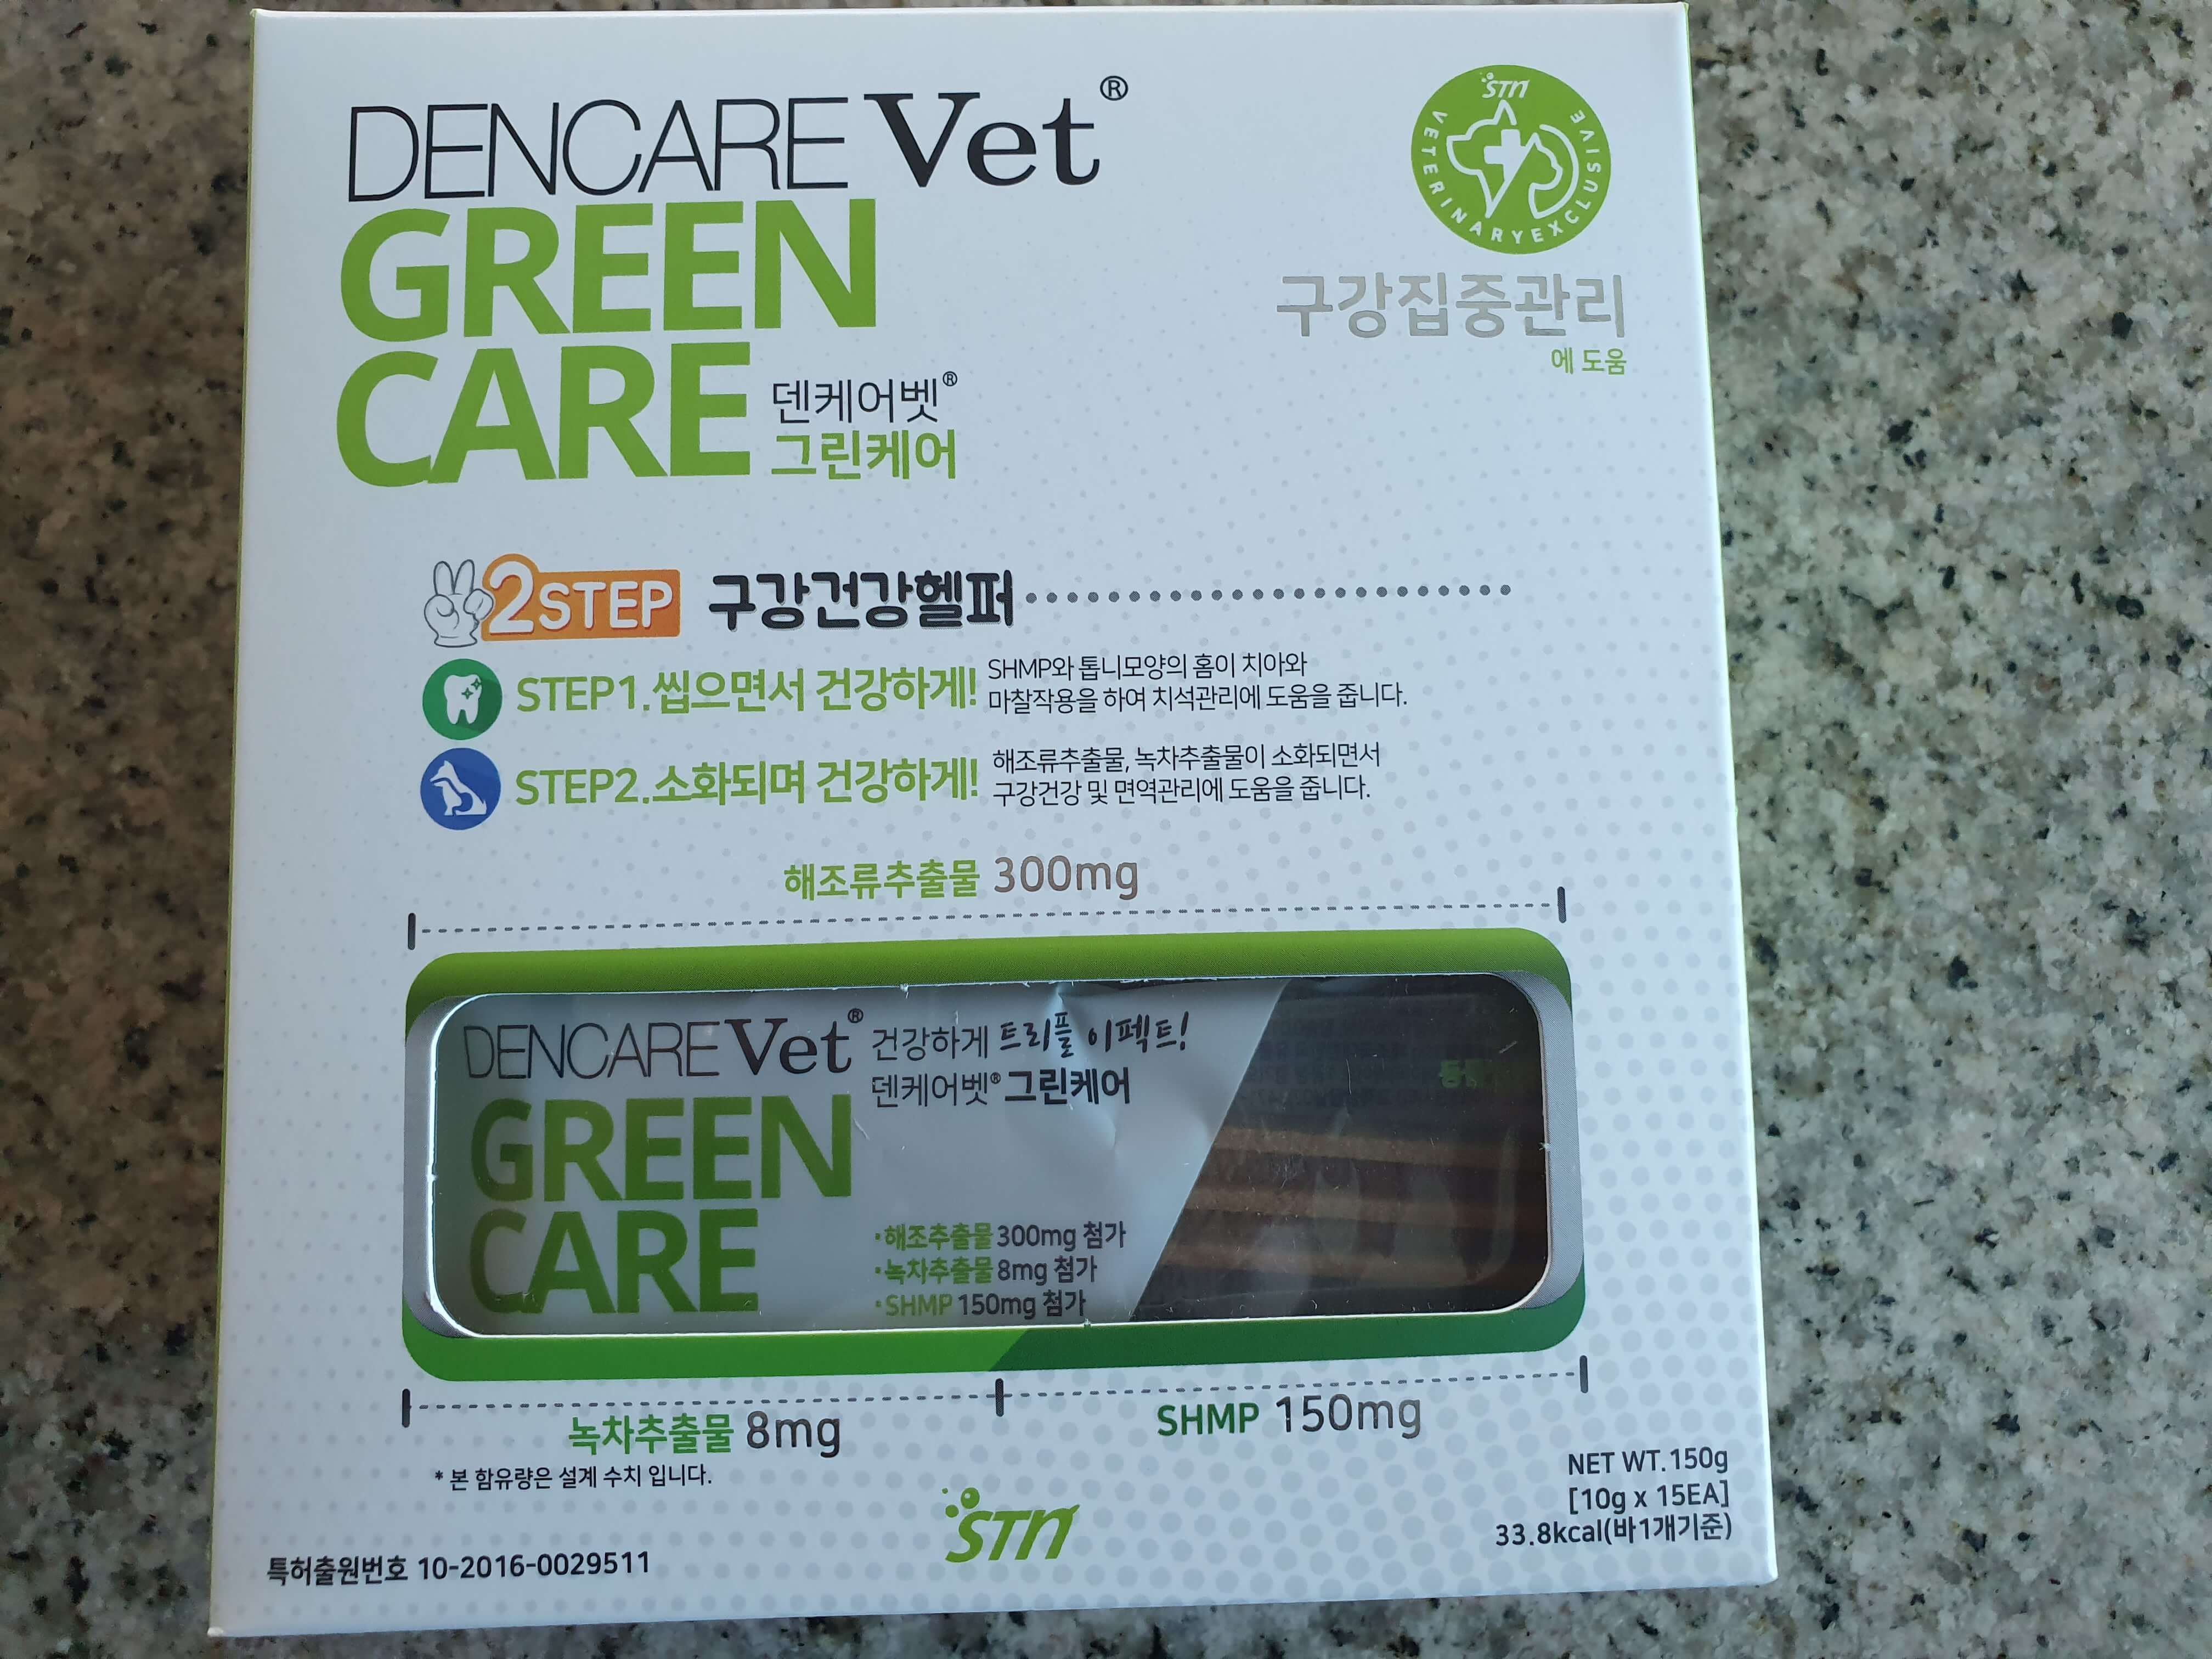 DENCARE Vet®
GREEN
CARE
덴케어벳®
그린케어
STN
VETERINARY EXCLUSIVE
구강집중관리
에 도움
2STEP 구강건강헬퍼
STEP1.씹으면서 건강하게!
SHMP와 톱니모양의 홈이 치아와
마찰작용을 하여 치석관리에 도움을 줍니다.
STEP2.소화되며 건강하게!
해조류추출물, 녹차추출물이 소화되면서
구강건강 및 면역관리에 도움을 줍니다.
해조류추출물 300mg
DENCARE Vet®
GREEN
CARE
건강하게 트리플 이펙트!
덴케어벳® 그린케어
·해조추출물 300mg 첨가
·녹차추출물 8mg 첨가
·SHMP 150mg 첨가
녹차추출물 8mg
SHMP 150mg
* 본 함유량은 설계 수치 입니다.
NET WT.150g
[10g x 15EA]
33.8kcal(바1개기준)
STN
특허출원번호 10-2016-0029511